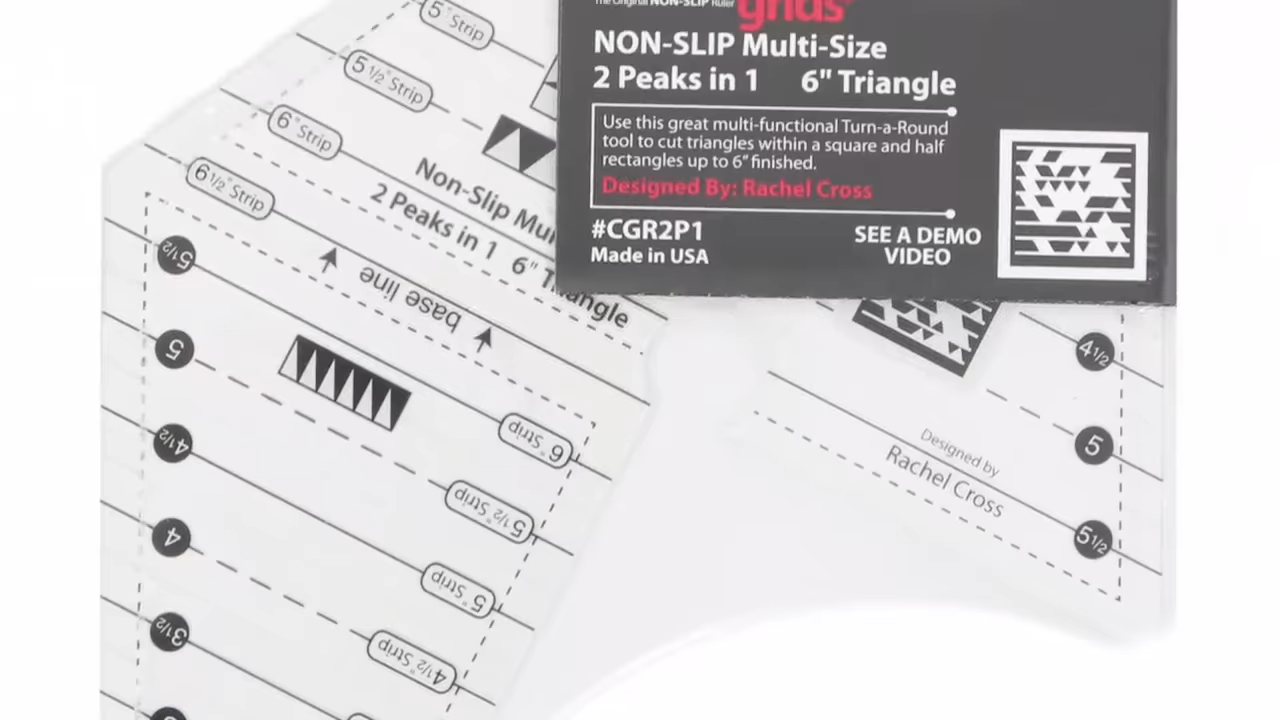 The Original NON-SLIP Ruler
grids
NON-SLIP Multi-Size
2 Peaks in 1 6" Triangle
Use this great multi-functional Turn-a-Round
tool to cut triangles within a square and half
rectangles up to 6" finished.
Designed By: Rachel Cross
#CGR2P1
Made in USA
SEE A DEMO
VIDEO
5" Strip
5 1/2" Strip
6" Strip
6 1/2" Strip
Non-Slip Mul
2 Peaks in 1 6" Triangle
base line
5 1/2
5
4 1/2
4
3 1/2
6" Strip
5 1/2" Strip
5" Strip
4 1/2" Strip
4 1/2
5
5 1/2
Designed by
Rachel Cross